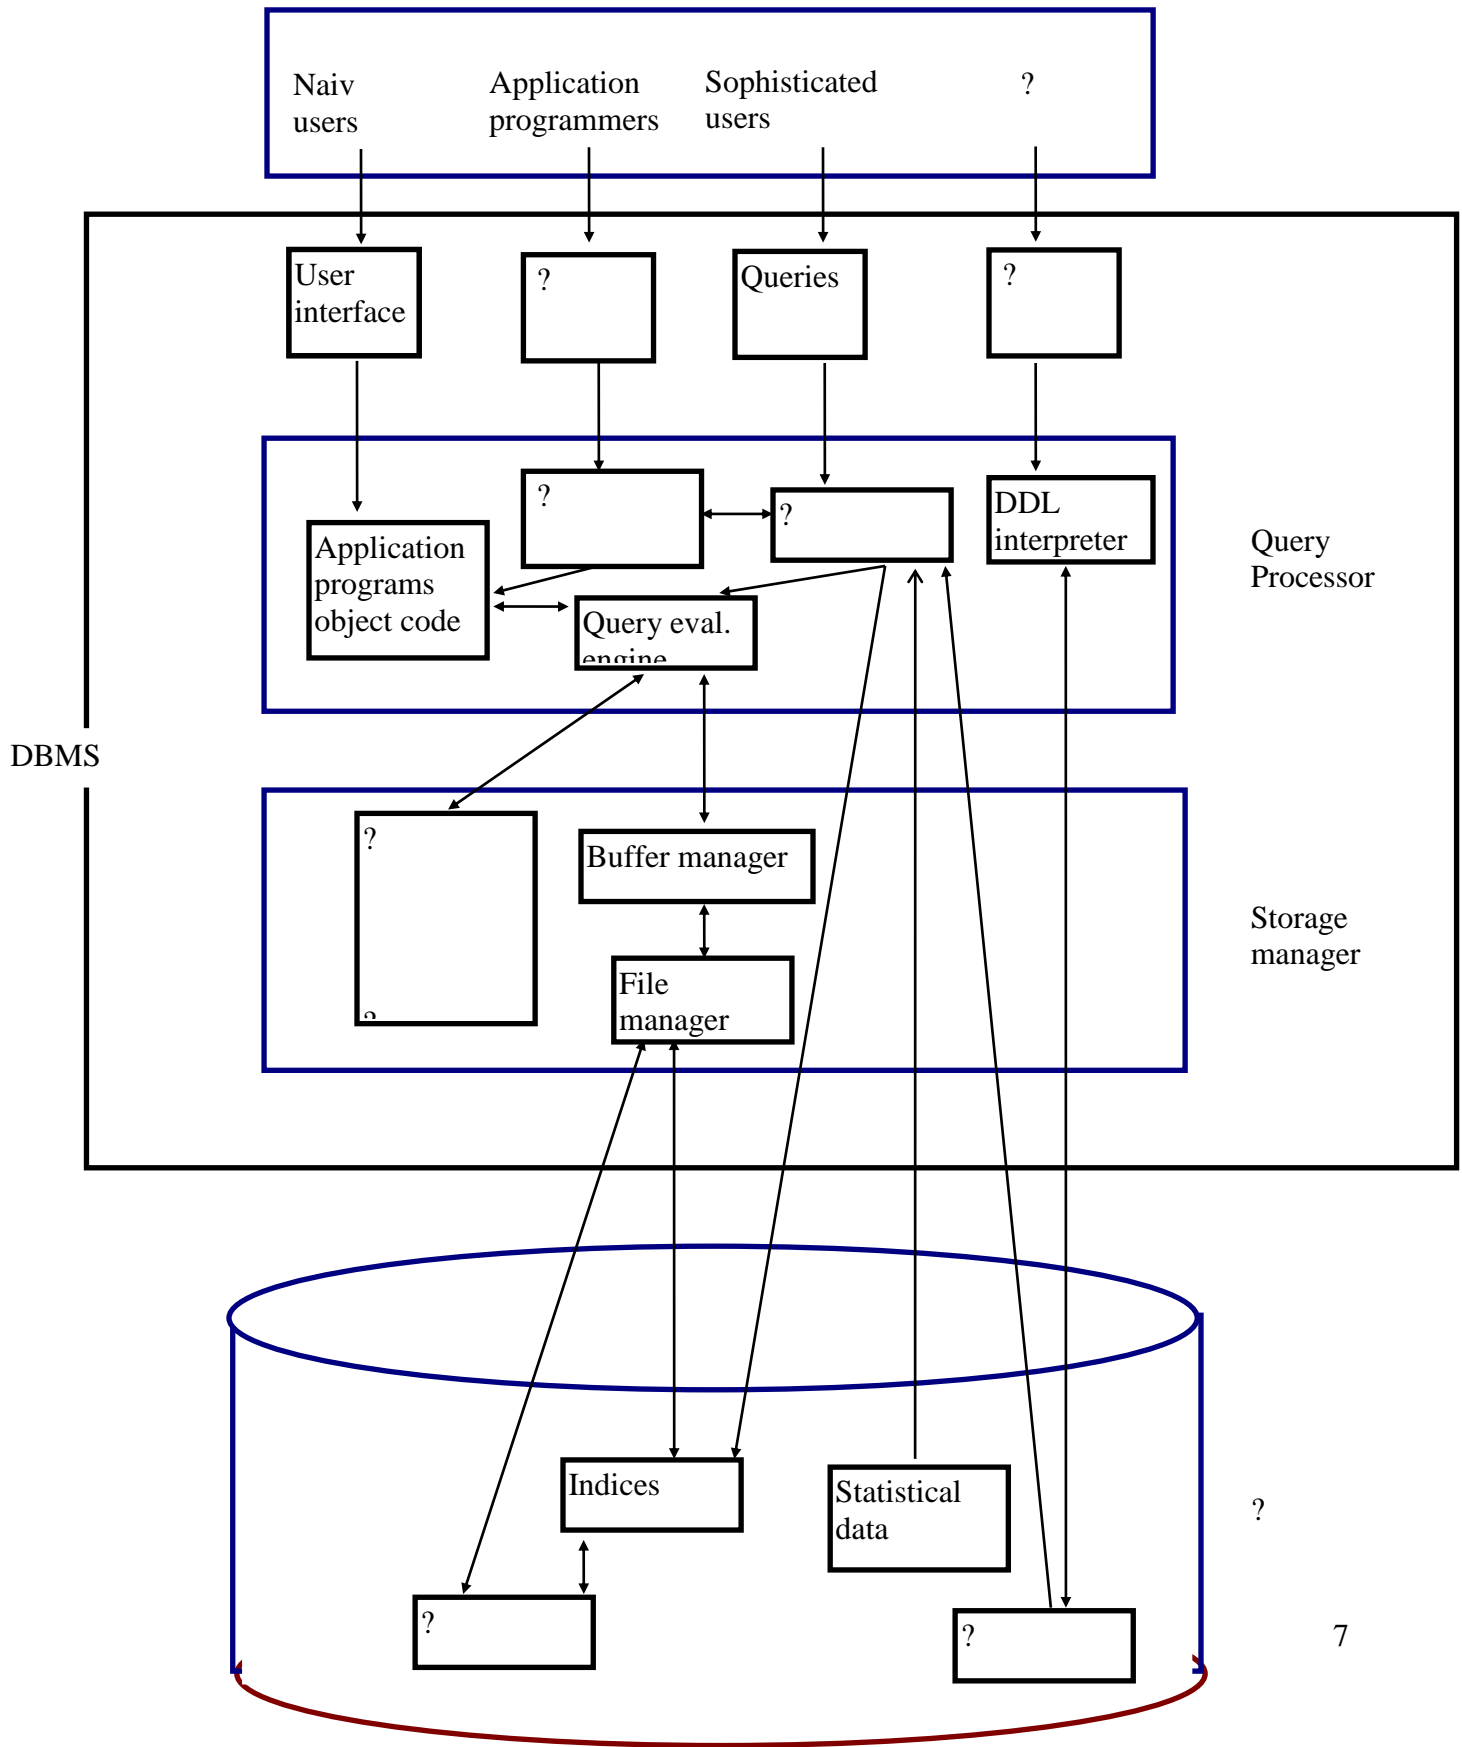 Naiv
users
Application
programmers
Sophisticated
users
?
User
interface
?
Queries
?
Application
programs
object code
?
?
DDL
interpreter
Query
Processor
Query eval.
engine
DBMS
?
?
Buffer manager
File
manager
Storage
manager
Indices
Statistical
data
?
?
?
7